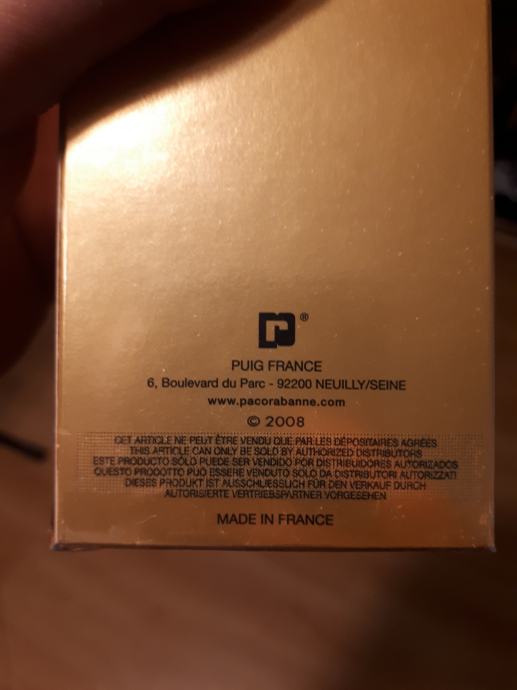 ®
PUIG FRANCE
6, Boulevard du Parc - 92200 NEUILLY/SEINE
www.pacorabanne.com
© 2008
CET ARTICLE NE PEUT ÊTRE VENDU QUE PAR LES DÉPOSITAIRES AGRÉES
THIS ARTICLE CAN ONLY BE SOLD BY AUTHORIZED DISTRIBUTORS
ESTE PRODUCTO SÓLO PUEDE SER VENDIDO POR DISTRIBUIDORES AUTORIZADOS
QUESTO PRODOTTO PUÒ ESSERE VENDUTO SOLO DA DISTRIBUTORI AUTORIZZATI
DIESES PRODUKT IST AUSSCHLIESSLICH FÜR DEN VERKAUF DURCH
AUTORISIERTE VERTRIEBSPARTNER VORGESEHEN
MADE IN FRANCE